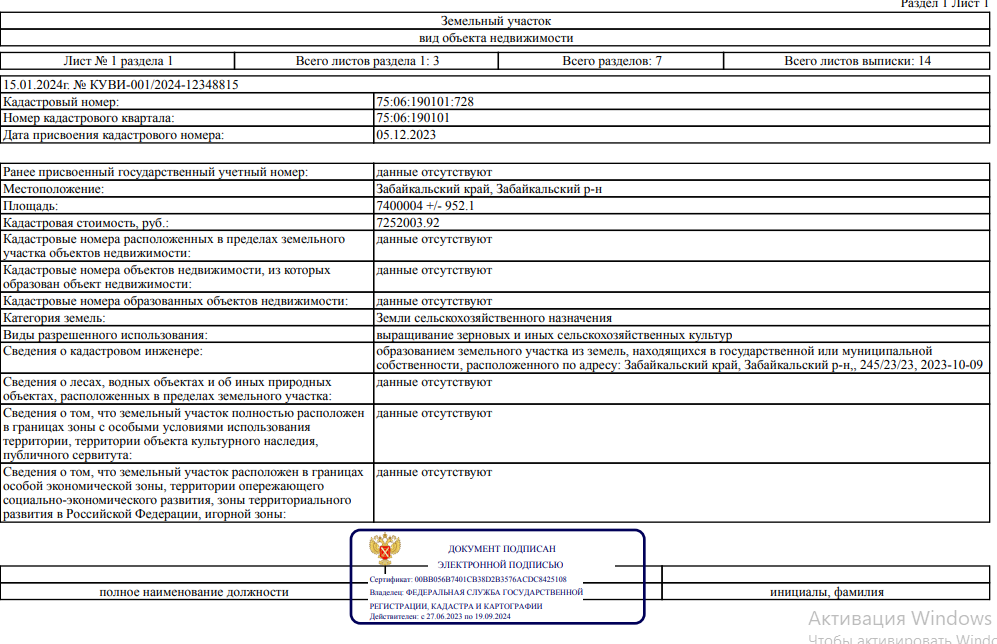 Раздел 1 Лист 1
Земельный участок
вид объекта недвижимости
Лист № 1 раздела 1 Всего листов раздела 1: 3 Всего разделов: 7 Всего листов выписки: 14
15.01.2024г. № КУВИ-001/2024-12348815
Кадастровый номер: 75:06:190101:728
Номер кадастрового квартала: 75:06:190101
Дата присвоения кадастрового номера: 05.12.2023
Ранее присвоенный государственный учетный номер: данные отсутствуют
Местоположение: Забайкальский край, Забайкальский р-н
Площадь: 7400004 +/- 952.1
Кадастровая стоимость, руб.: 7252003.92
Кадастровые номера расположенных в пределах земельного данные отсутствуют
участка объектов недвижимости:
Кадастровые номера объектов недвижимости, из которых данные отсутствуют
образован объект недвижимости:
Кадастровые номера образованных объектов недвижимости: данные отсутствуют
Категория земель: Земли сельскохозяйственного назначения
Виды разрешенного использования: выращивание зерновых и иных сельскохозяйственных культур
Сведения о кадастровом инженере: образованием земельного участка из земель, находящихся в государственной или муниципальной
собственности, расположенного по адресу: Забайкальский край, Забайкальский р-н,, 245/23/23, 2023-10-09
Сведения о лесах, водных объектах и об иных природных данные отсутствуют
объектах, расположенных в пределах земельного участка:
Сведения о том, что земельный участок полностью расположен данные отсутствуют
в границах зоны с особыми условиями использования
территории, территории объекта культурного наследия,
публичного сервитута:
Сведения о том, что земельный участок расположен в границах данные отсутствуют
особой экономической зоны, территории опережающего
социально-экономического развития, зоны территориального
развития в Российской Федерации, игорной зоны:
ДОКУМЕНТ ПОДПИСАН
ЭЛЕКТРОННОЙ ПОДПИСЬЮ
Сертификат: 00BB056B7401CB38D2B3576ACDC8425108
Владелец: ФЕДЕРАЛЬНАЯ СЛУЖБА ГОСУДАРСТВЕННОЙ
РЕГИСТРАЦИИ, КАДАСТРА И КАРТОГРАФИИ
Действителен: с 27.06.2023 по 19.09.2024
полное наименование должности инициалы, фамилия
Активация Windows
Чтобы активировать Windo